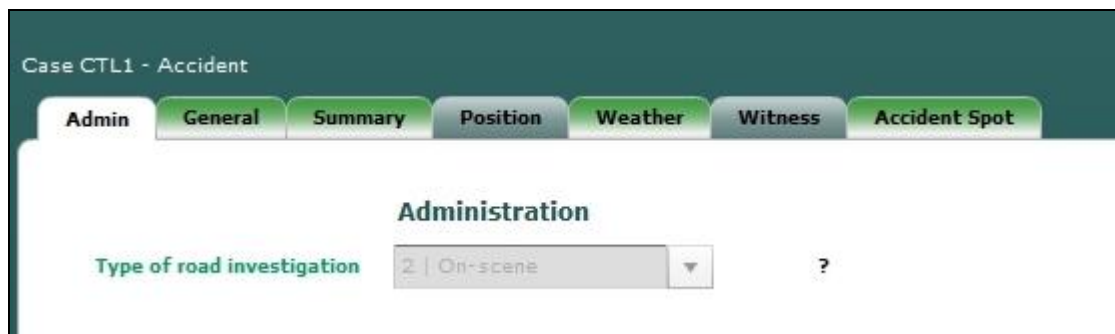 Case CTL1 - Accident
Admin General Summary Position Weather Witness Accident Spot
Administration
Type of road investigation 2 | On-scene ?